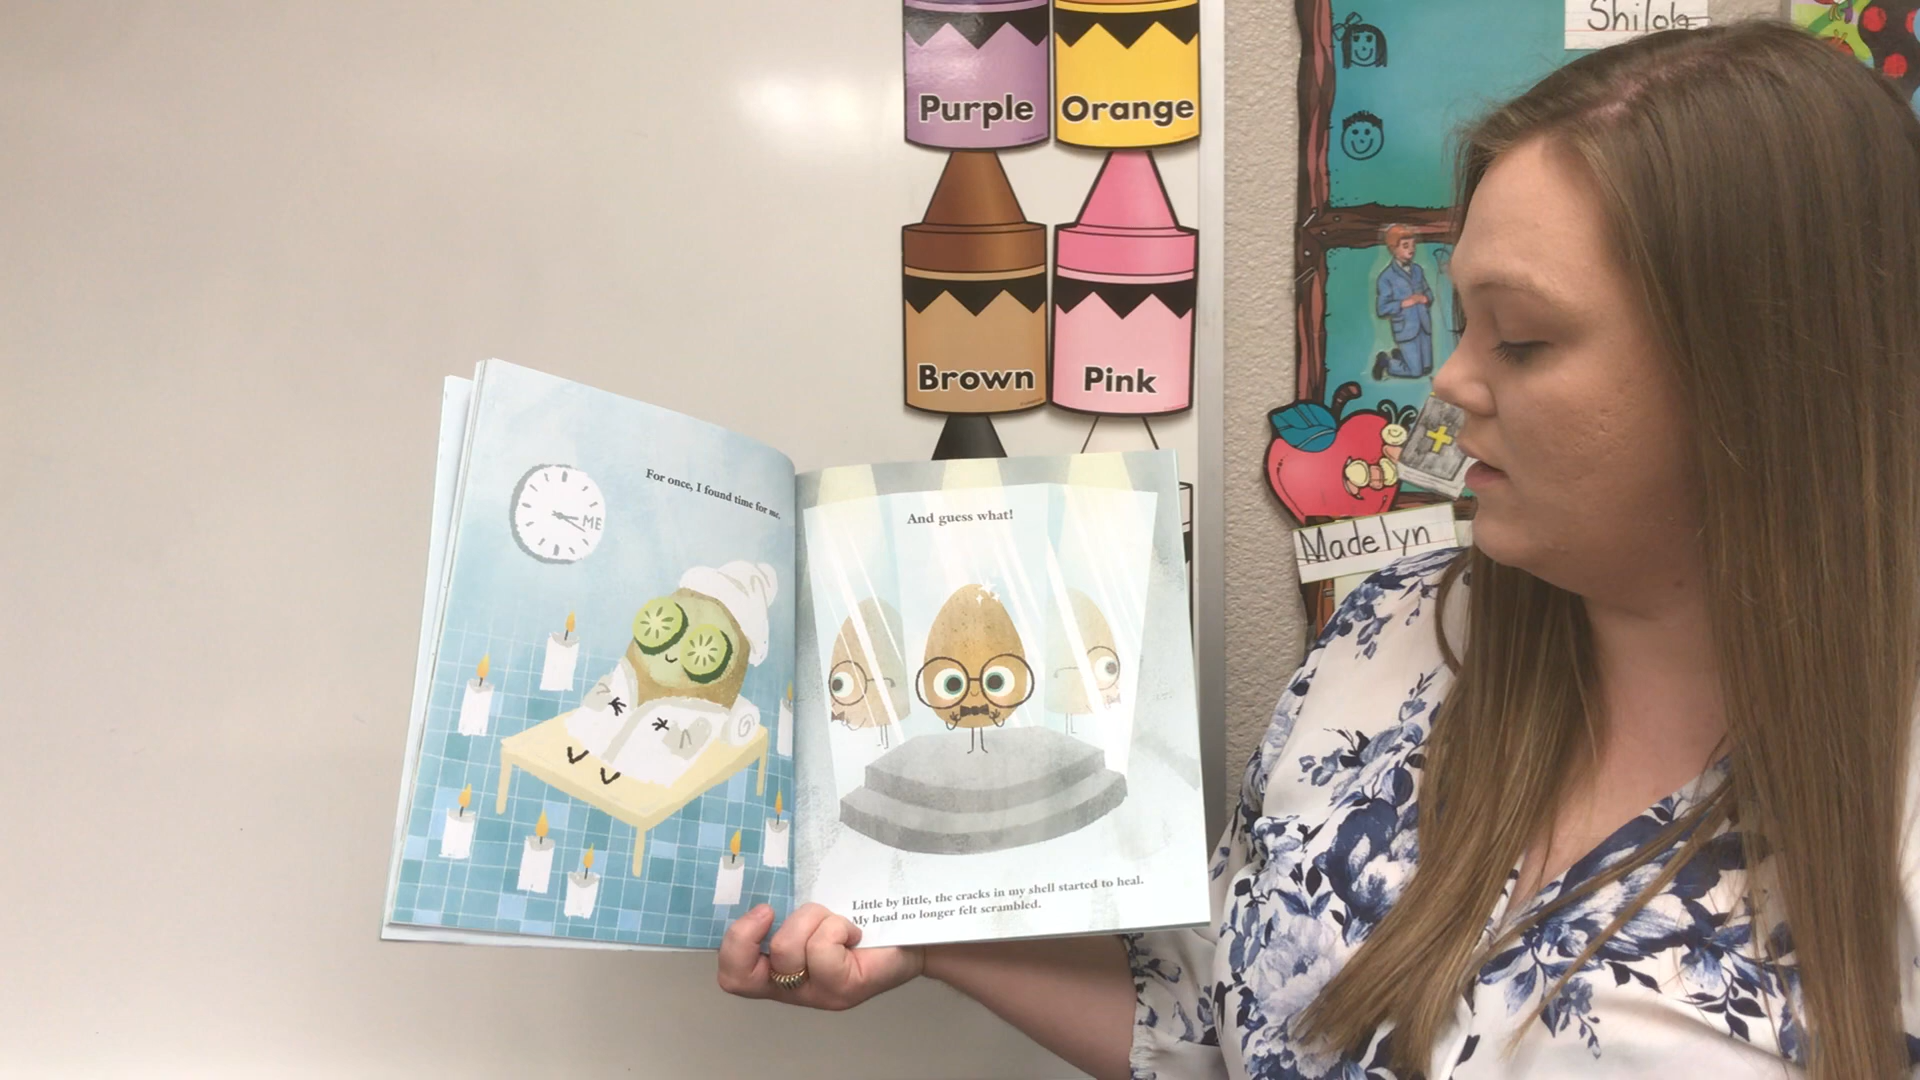 Shiloh
Purple
Orange
Brown
Pink
Madelyn
For once, I found time for me.
ME
And guess what!
Little by little, the cracks in my shell started to heal.
My head no longer felt scrambled.